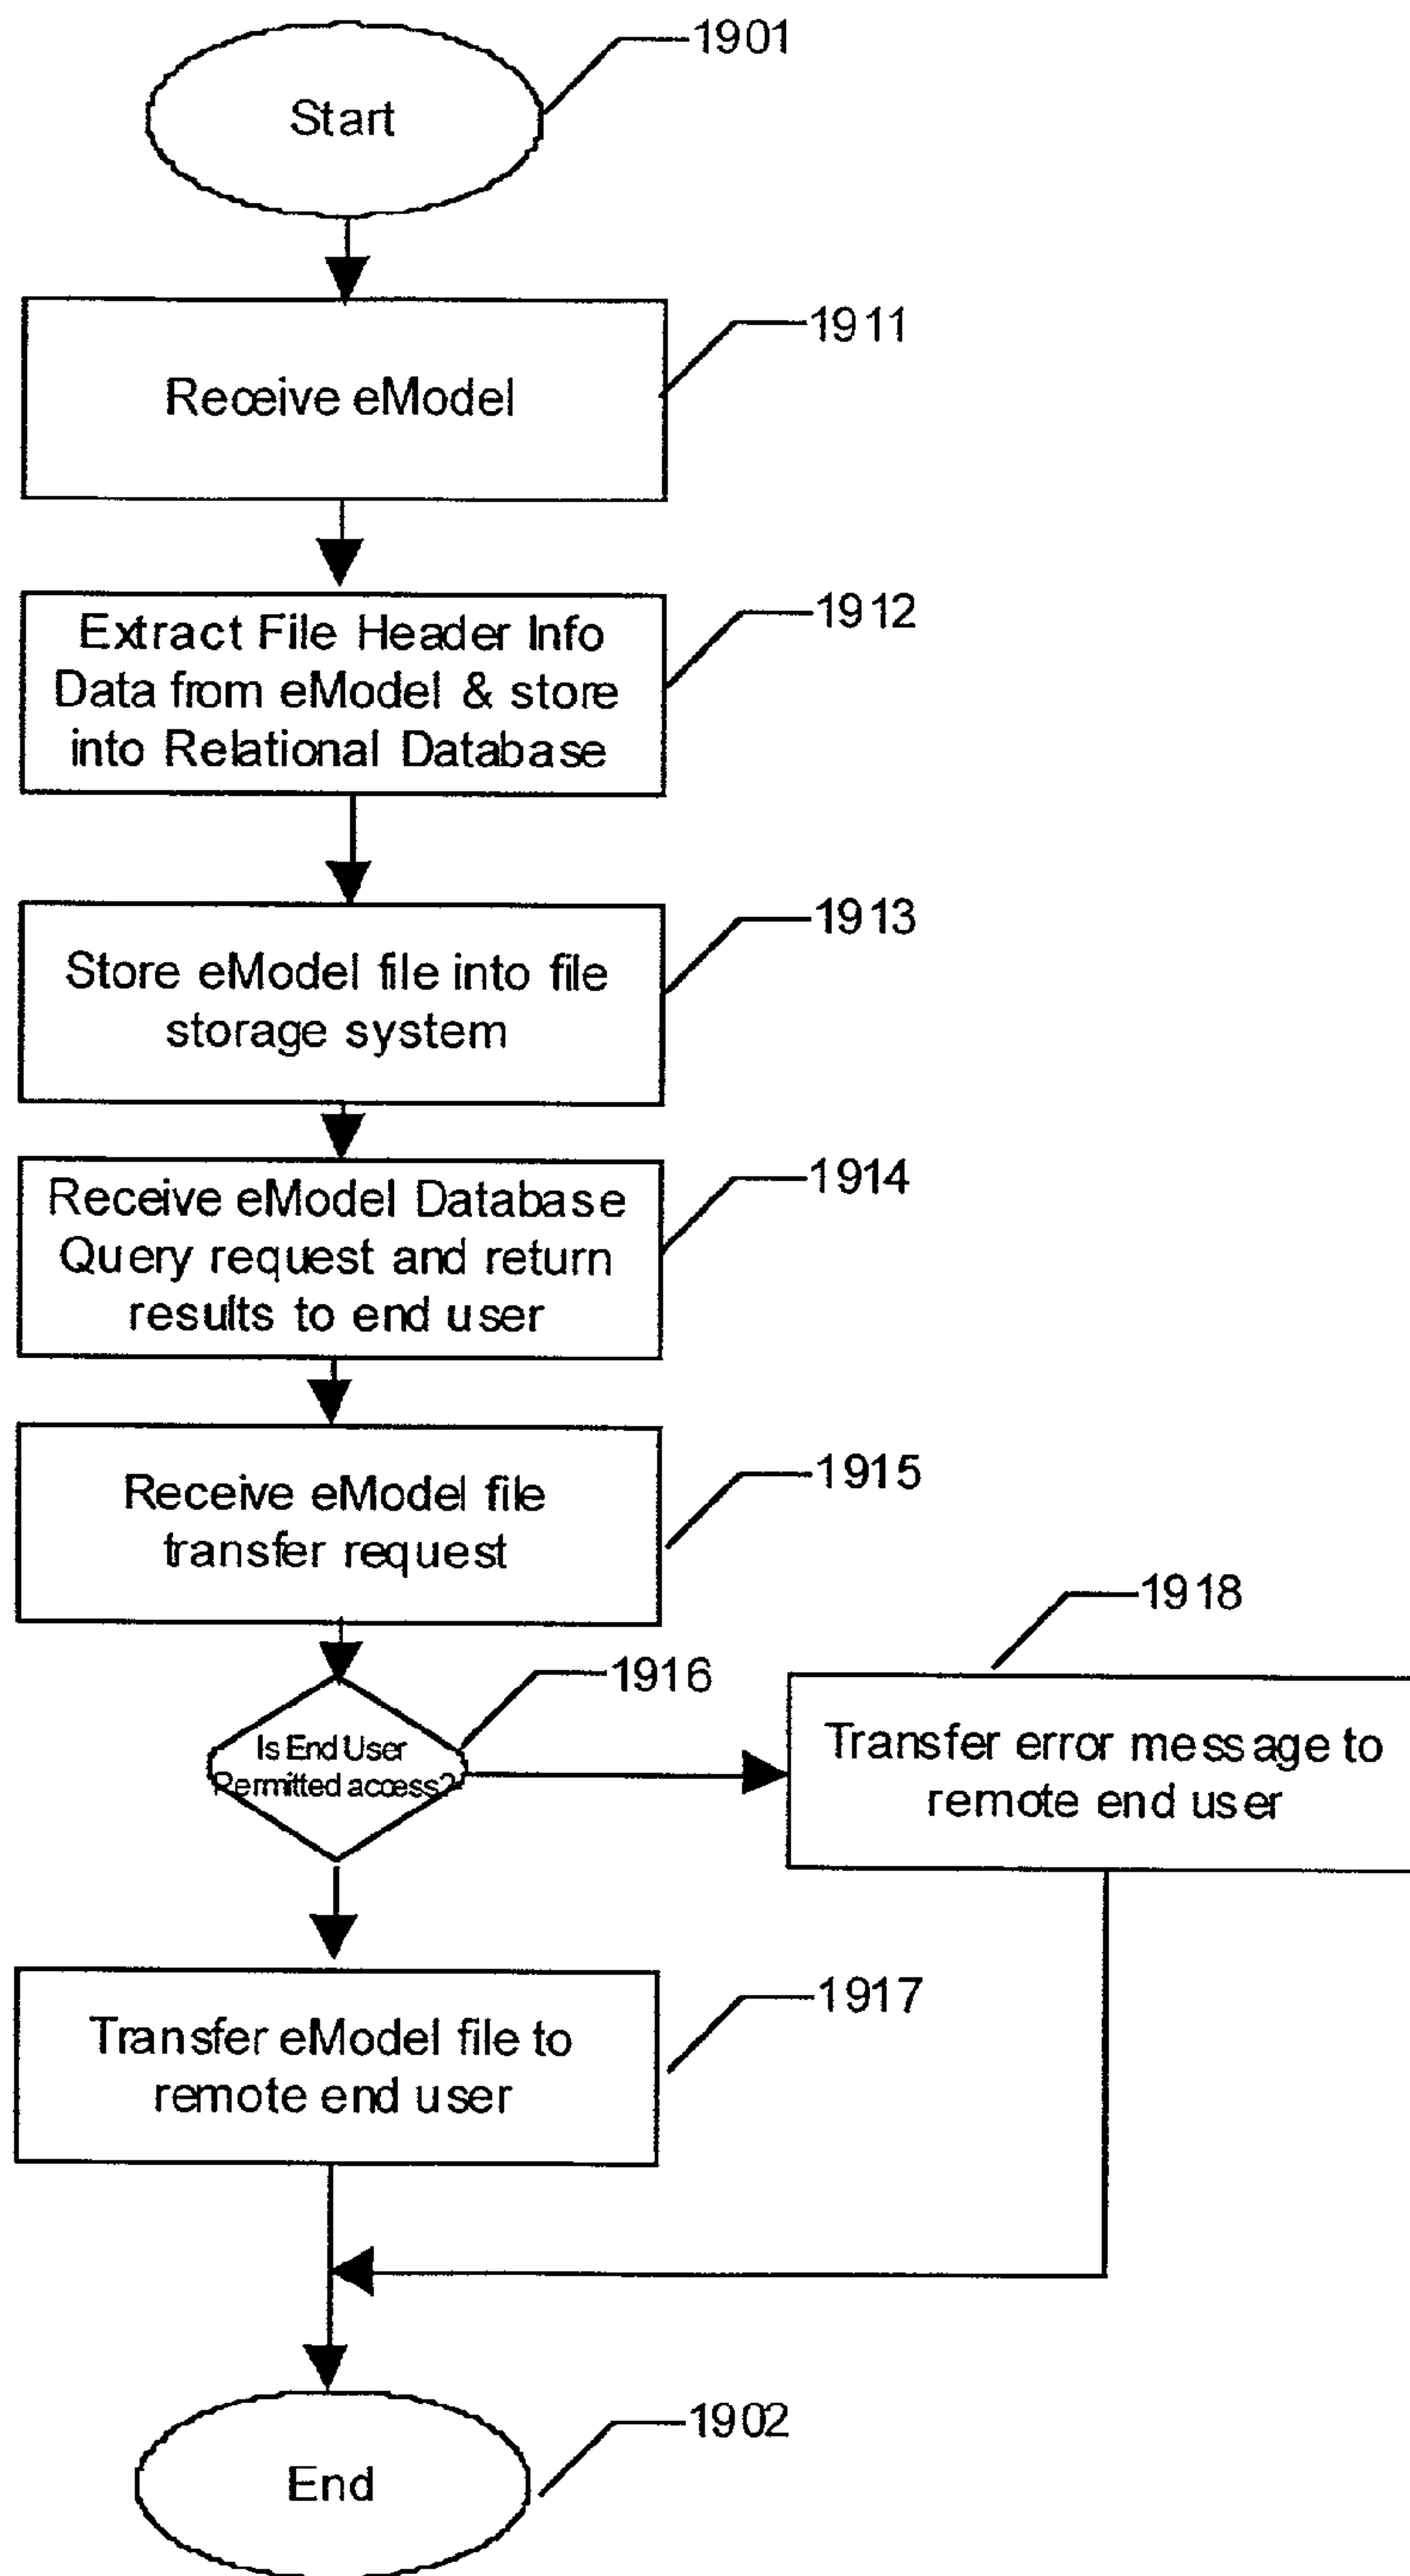 1901
Start
1911
Receive eModel
1912
Extract File Header Info
Data from eModel & store
into Relational Database
1913
Store eModel file into file
storage system
1914
Receive eModel Database
Query request and return
results to end user
1915
Receive eModel file
transfer request
1918
1916
Is End User
Permitted access?
Transfer error message to
remote end user
1917
Transfer eModel file to
remote end user
1902
End